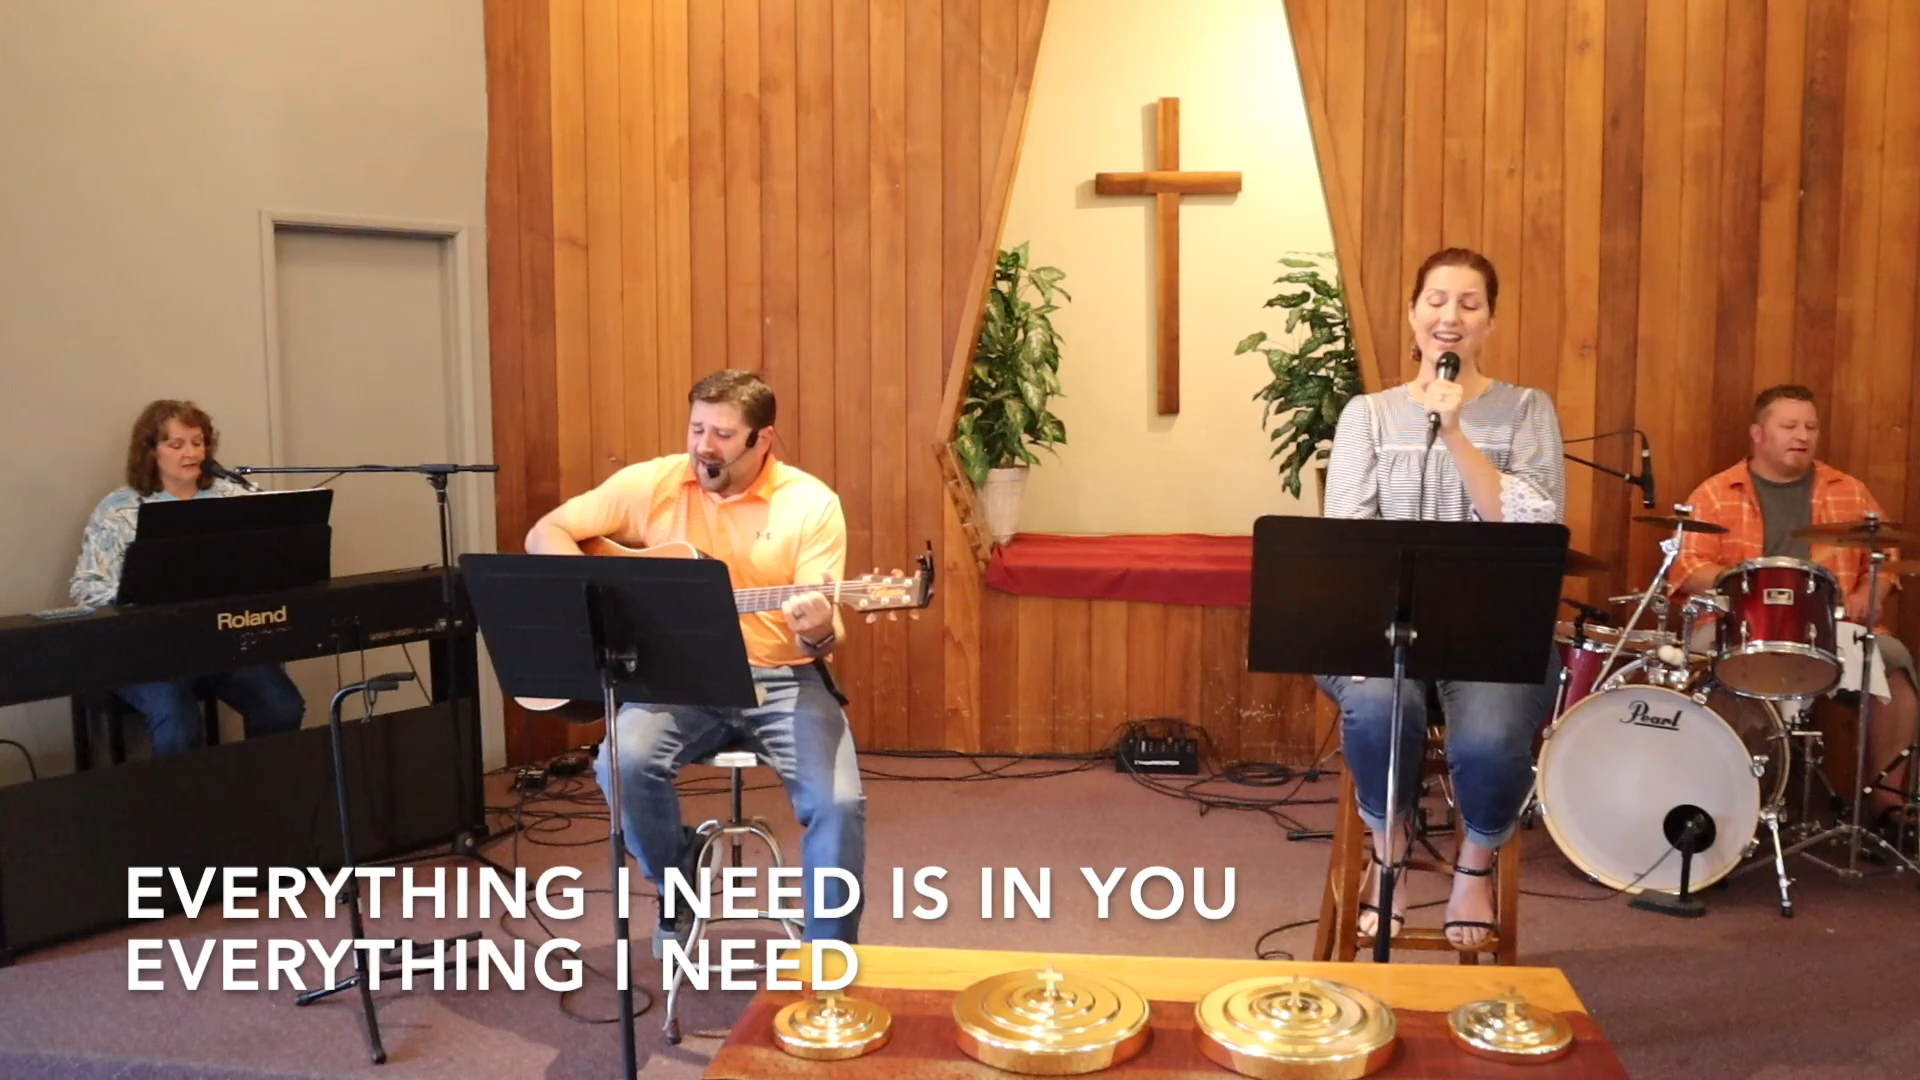 Roland
Pearl
EVERYTHING I NEED IS IN YOU
EVERYTHING I NEED